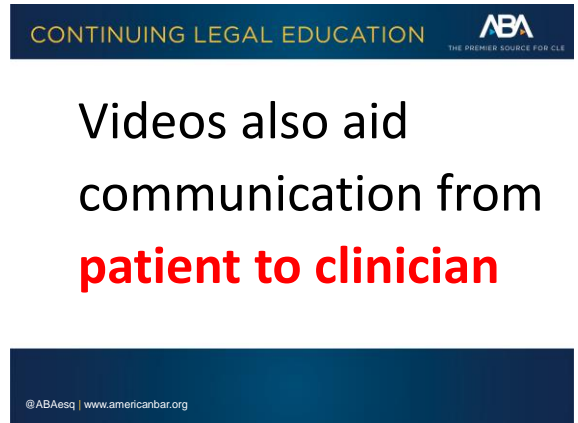 CONTINUING LEGAL EDUCATION
ABA
THE PREMIER SOURCE FOR CLE
Videos also aid
communication from
patient to clinician
@ABAesq | www.americanbar.org